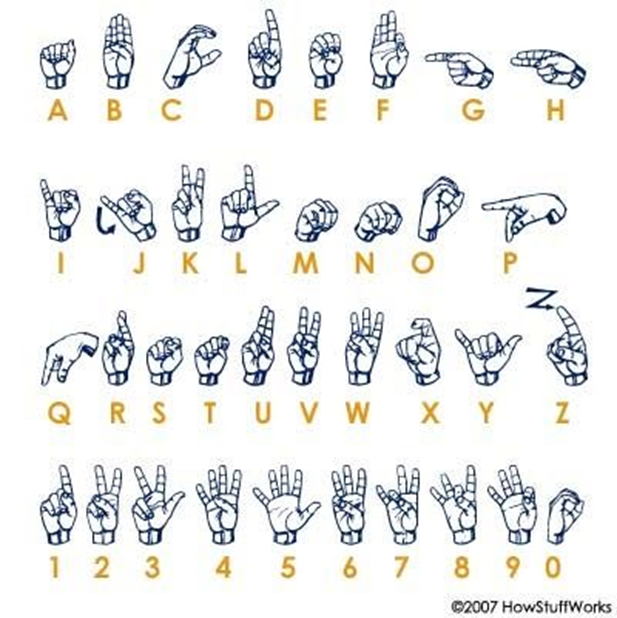 A B C D E F G H
I J K L M N O P
Q R S T U V W X Y Z
1 2 3 4 5 6 7 8 9 0
©2007 HowStuffWorks